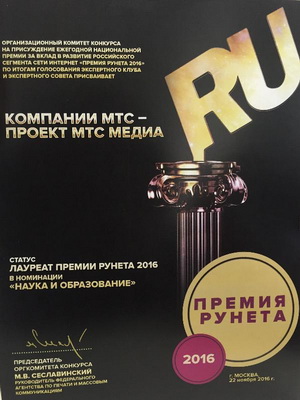 ОРГАНИЗАЦИОННЫЙ КОМИТЕТ КОНКУРСА
НА ПРИСУЖДЕНИЕ ЕЖЕГОДНОЙ НАЦИОНАЛЬНОЙ
ПРЕМИИ ЗА ВКЛАД В РАЗВИТИЕ РОССИЙСКОГО
СЕГМЕНТА СЕТИ ИНТЕРНЕТ «ПРЕМИЯ РУНЕТА 2016»
ПО ИТОГАМ ГОЛОСОВАНИЯ ЭКСПЕРТНОГО КЛУБА
И ЭКСПЕРТНОГО СОВЕТА ПРИСВАИВАЕТ
RU
КОМПАНИИ МТС –
ПРОЕКТ МТС МЕДИА
СТАТУС
ЛАУРЕАТ ПРЕМИИ РУНЕТА 2016
В НОМИНАЦИИ
«НАУКА И ОБРАЗОВАНИЕ»
ПРЕМИЯ
РУНЕТА
2016
ПРЕДСЕДАТЕЛЬ
ОРГКОМИТЕТА КОНКУРСА
М.В. СЕСЛАВИНСКИЙ
РУКОВОДИТЕЛЬ ФЕДЕРАЛЬНОГО
АГЕНТСТВА ПО ПЕЧАТИ И МАССОВЫМ
КОММУНИКАЦИЯМ
г. МОСКВА,
22 ноября 2016 г.